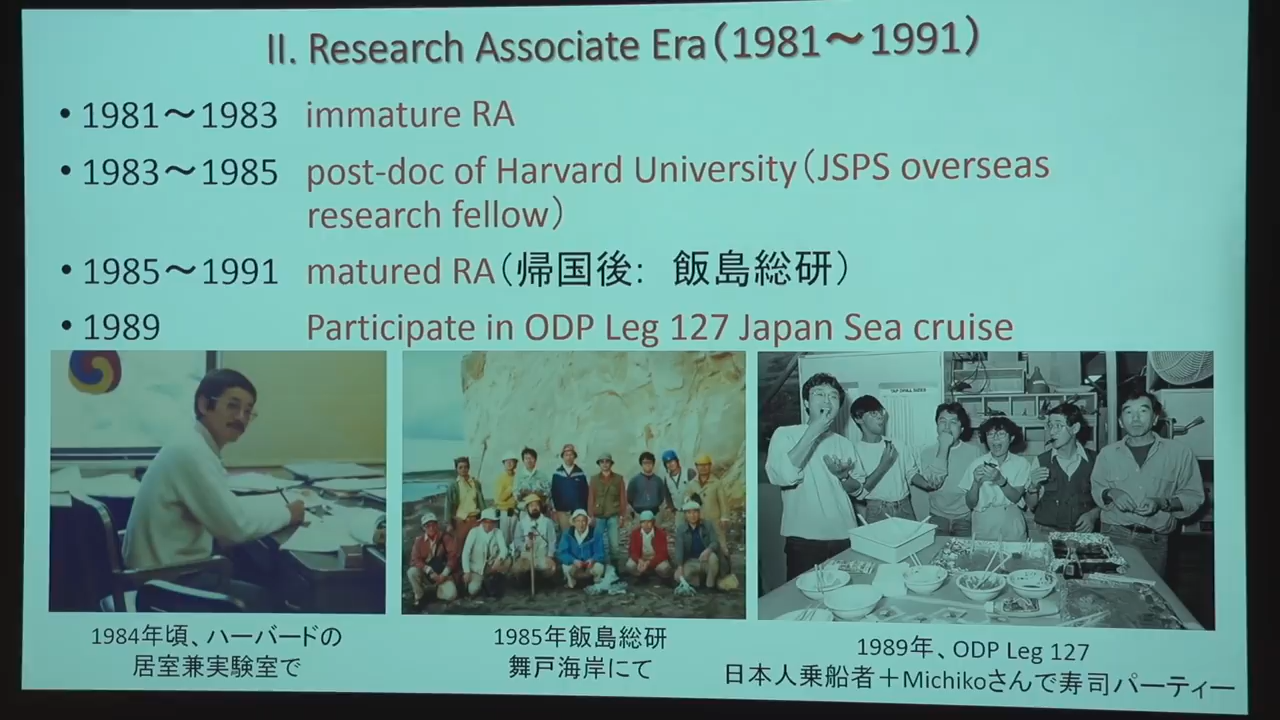 II. Research Associate Era（1981～1991）
• 1981～1983 immature RA
• 1983～1985 post-doc of Harvard University（JSPS overseas
research fellow）
• 1985～1991 matured RA（帰国後: 飯島総研）
• 1989 Participate in ODP Leg 127 Japan Sea cruise
1984年頃、ハーバードの
居室兼実験室で
1985年飯島総研
舞戸海岸にて
1989年、ODP Leg 127
日本人乗船者＋Michikoさんで寿司パーティー